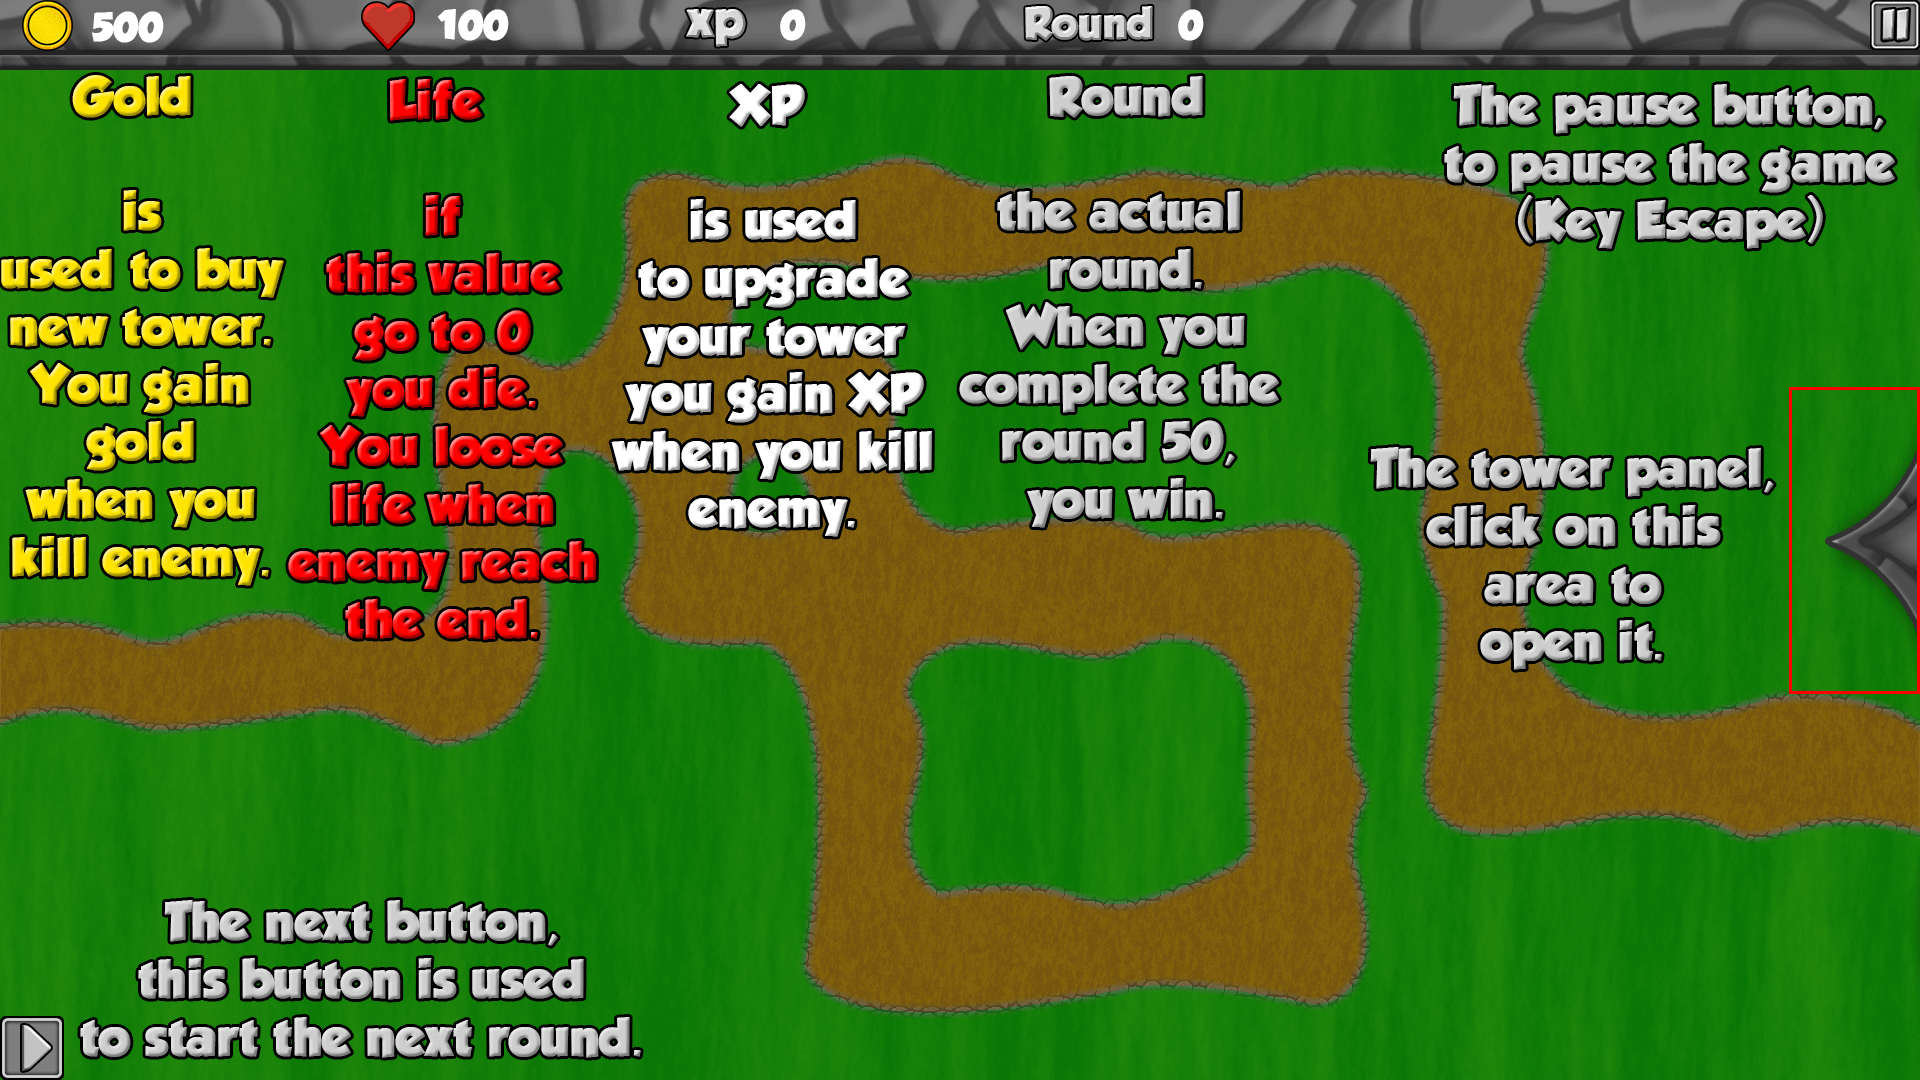 500
100
Xp 0
Round 0
Gold
is
used to buy
new tower.
You gain
gold
when you
kill enemy.
Life
if
this value
go to 0
you die.
You loose
life when
enemy reach
the end.
XP
is used
to upgrade
your tower
you gain XP
when you kill
enemy.
Round
the actual
round.
When you
complete the
round 50,
you win.
The pause button,
to pause the game
(Key Escape)
The tower panel,
click on this
area to
open it.
The next button,
this button is used
to start the next round.